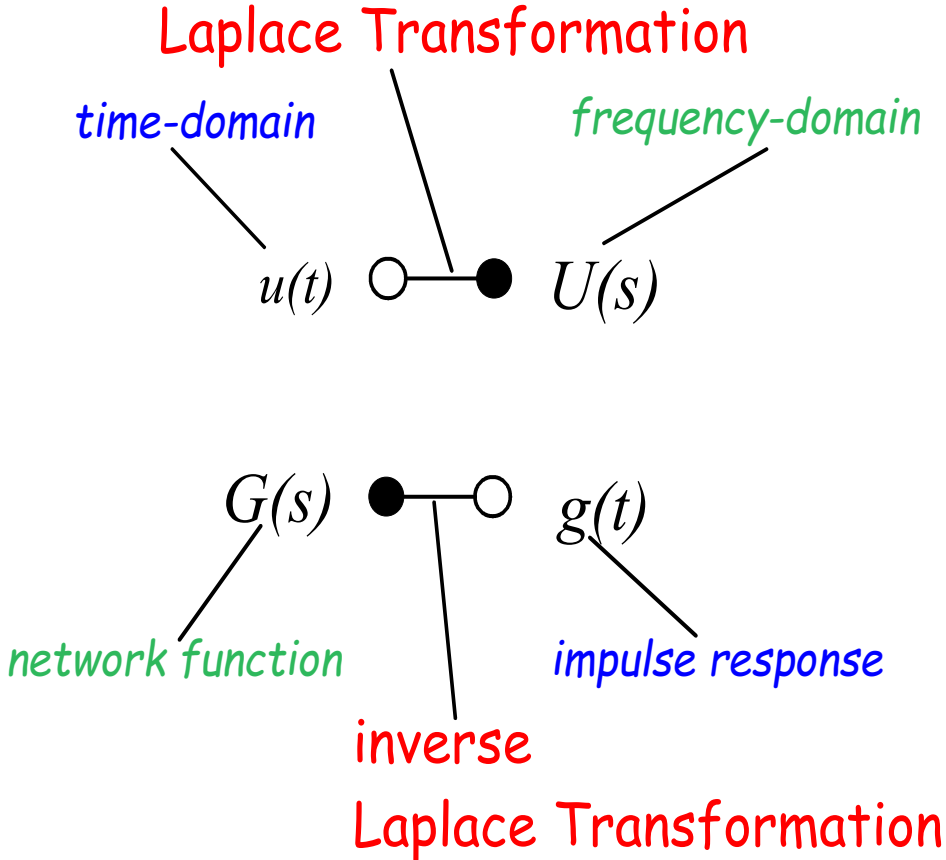 Laplace Transformation
time-domain
frequency-domain
u(t)
U(s)
G(s)
g(t)
network function
impulse response
inverse
Laplace Transformation